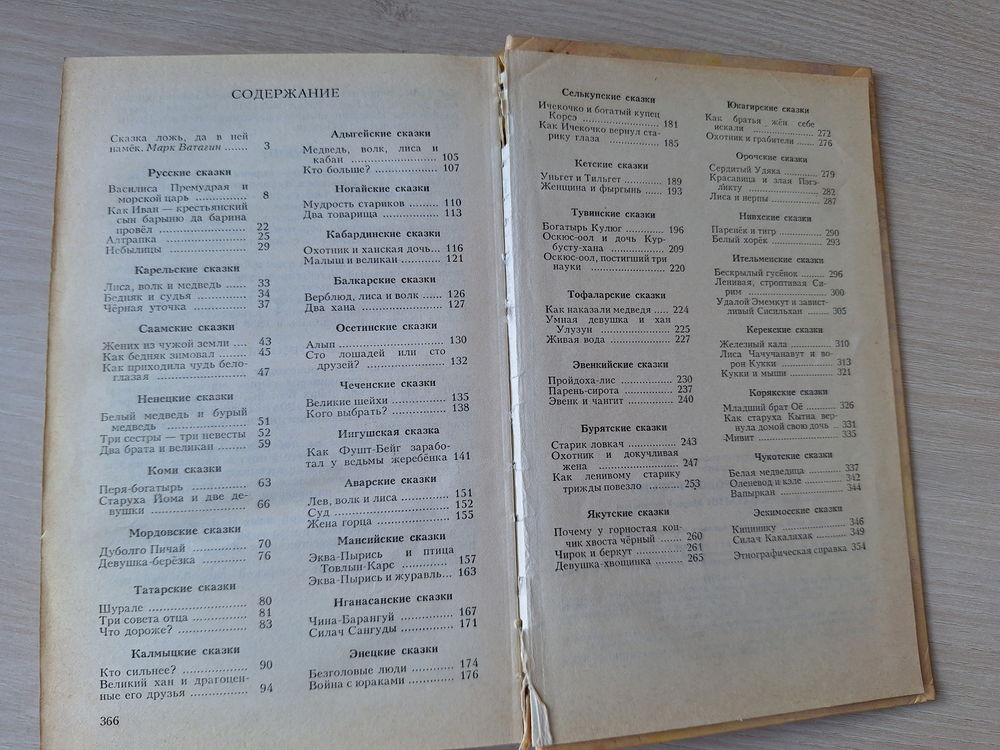 СОДЕРЖАНИЕ
Сказка ложь, да в ней
намёк. Марк Ватагин ...... 3
Русские сказки
Василиса Премудрая и
морской царь ............... 8
Как Иван — крестьянский
сын барыню да барина
провёл ..................... 22
Алтрапка ................... 25
Небылицы ................... 29
Карельские сказки
Лиса, волк и медведь ..... 33
Бедняк и судья ............ 34
Чёрная уточка ............. 37
Саамские сказки
Жених из чужой земли .... 43
Как бедняк зимовал ...... 45
Как приходила чудь бело-
глазая ..................... 47
Ненецкие сказки
Белый медведь и бурый
медведь ................... 51
Три сестры — три невесты 52
Два брата и великан ...... 59
Коми сказки
Перя-богатырь ............ 63
Старуха Йома и две де-
вушки ..................... 66
Мордовские сказки
Дуболго Пичай ............ 70
Девушка-берёзка .......... 76
Татарские сказки
Шурале .................... 80
Три совета отца ........... 81
Что дороже? ............... 83
Калмыцкие сказки
Кто сильнее? .............. 90
Великий хан и драгоцен-
ные его друзья ............ 94
366
Адыгейские сказки
Медведь, волк, лиса и
кабан ..................... 105
Кто больше? .............. 107
Ногайские сказки
Мудрость стариков ....... 110
Два товарища ............. 113
Кабардинские сказки
Охотник и ханская дочь... 116
Малыш и великан ......... 121
Балкарские сказки
Верблюд, лиса и волк ..... 126
Два хана .................. 127
Осетинские сказки
Алып ...................... 130
Сто лошадей или сто
друзей? ................... 132
Чеченские сказки
Великие шейхи ............ 135
Кого выбрать? ............ 138
Ингушская сказка
Как Фушт-Бейг зарабо-
тал у ведьмы жеребёнка 141
Аварские сказки
Лев, волк и лиса .......... 151
Суд ....................... 152
Жена горца ............... 155
Мансийские сказки
Эква-Пырись и птица
Товлын-Карс .............. 157
Эква-Пырись и журавль... 163
Нганасанские сказки
Чина-Барангуй ............ 167
Силач Сангуды ............ 171
Энецкие сказки
Безголовые люди .......... 174
Война с юраками .......... 176
Селькупские сказки
Ичекочко и богатый купец
Корсэ ..................... 181
Как Ичекочко вернул ста-
рику глаза ................ 185
Кетские сказки
Уньгет и Тильгет ......... 189
Женщина и фыргынь ...... 193
Тувинские сказки
Богатырь Кулюг .......... 196
Оскюс-оол и дочь Кур-
бусту-хана ................ 209
Оскюс-оол, постигший три
науки ..................... 220
Тофаларские сказки
Как наказали медведя .... 224
Умная девушка и хан
Улузун .................... 225
Живая вода ............... 227
Эвенкийские сказки
Пройдоха-лис ............. 230
Парень-сирота ............ 237
Эвенк и чангит ........... 240
Бурятские сказки
Старик ловкач ............ 243
Охотник и докучливая
жена ...................... 247
Как ленивому старику
трижды повезло .......... 253
Якутские сказки
Почему у горностая кон-
чик хвоста чёрный ....... 260
Чирок и беркут ........... 261
Девушка-хвощинка ........ 265
Юкагирские сказки
Как братья жён себе
искали .................... 272
Охотник и грабители ..... 276
Орочские сказки
Сердитый Удяка .......... 279
Красавица и злая Пэгэ-
ликту ..................... 282
Лиса и нерпы ............. 287
Нивхские сказки
Паренёк и тигр ........... 290
Белый хорёк .............. 293
Ительменские сказки
Бескрылый гусёнок ....... 296
Ленивая, строптивая Си-
рим ....................... 300
Удалой Эмемкут и завист-
ливый Сисильхан ......... 305
Керекские сказки
Железный кала ........... 310
Лиса Чачучанавут и во-
рон Кукки ................ 313
Кукки и мыши ............ 321
Корякские сказки
Младший брат Оё ......... 326
Как старуха Кытна вер-
нула домой свою дочь .. 331
Мивит .................... 335
Чукотские сказки
Белая медведица .......... 337
Оленевод и кэле .......... 342
Вапыркан ................. 344
Эскимосские сказки
Кицинику ................. 346
Силач Какаляхак ......... 349
Этнографическая справка 354